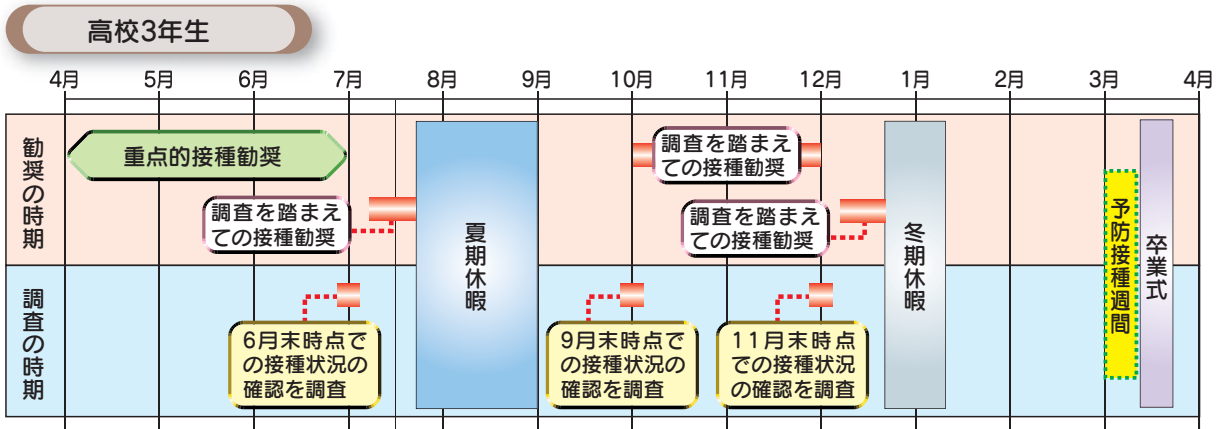 高校3年生
4月 5月 6月 7月 8月 9月 10月 11月 12月 1月 2月 3月 4月
勧奨の時期
重点的接種勧奨
調査を踏まえ
ての接種勧奨
夏期休暇
調査を踏まえ
ての接種勧奨
調査を踏まえ
ての接種勧奨
冬期休暇
予防接種週間
卒業式
調査の時期
6月末時点で
の接種状況の
確認を調査
9月末時点で
の接種状況の
確認を調査
11月末時点
での接種状況
の確認を調査